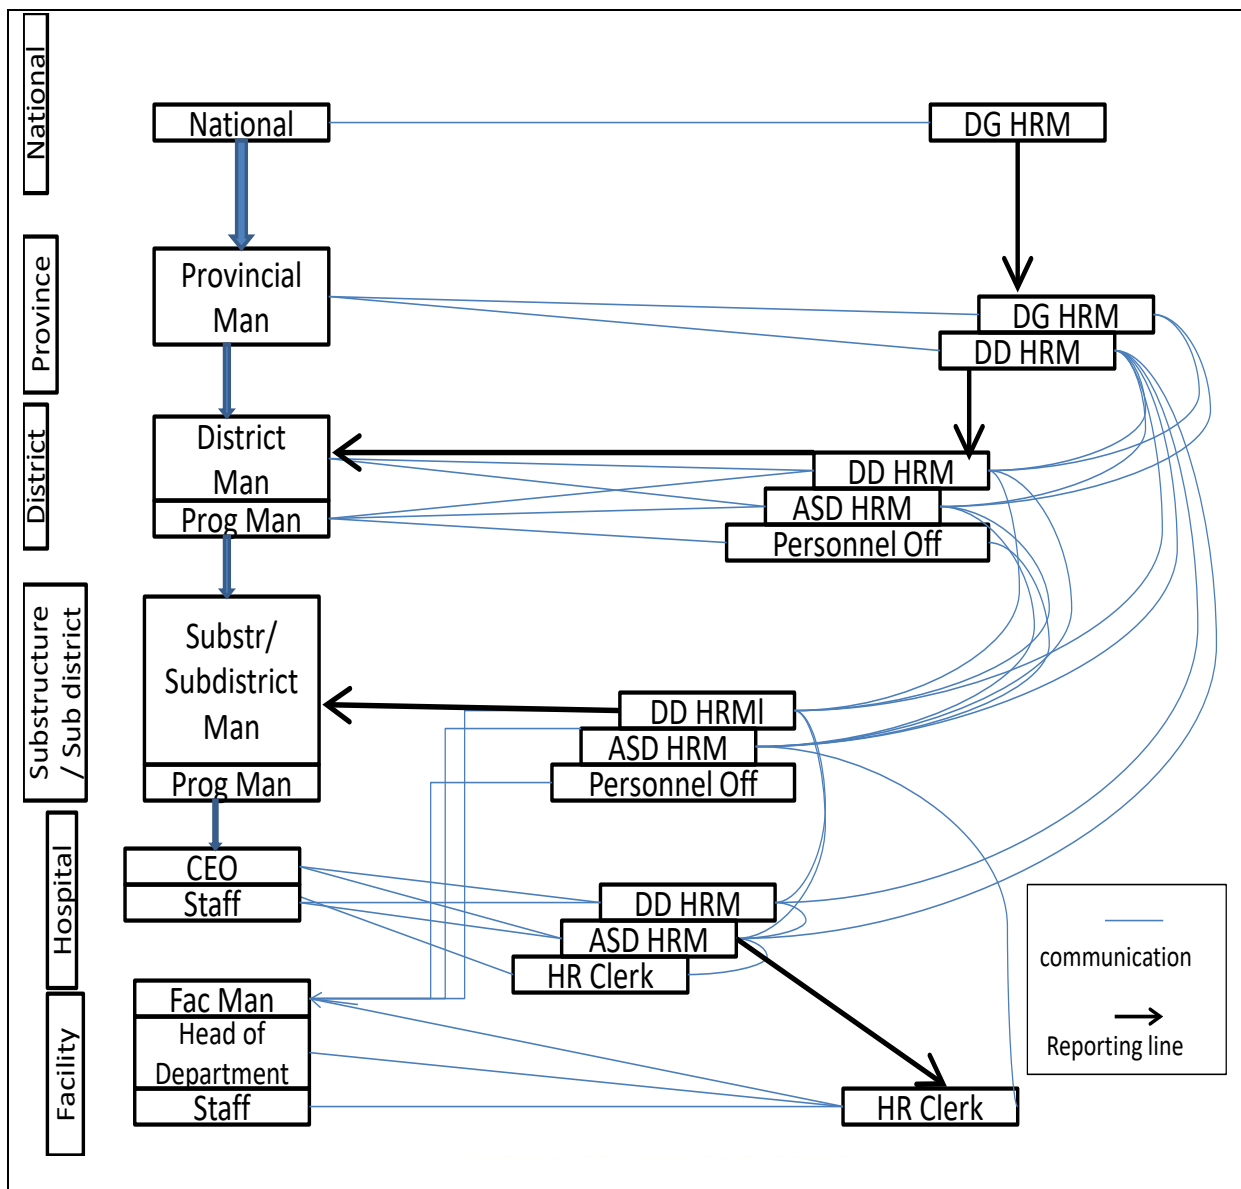 National
National
DG HRM
Province
Provincial
Man
DG HRM
DD HRM
District
District
Man
Prog Man
DD HRM
ASD HRM
Personnel Off
Substructure
/ Sub district
Substr/
Subdistrict
Man
Prog Man
DD HRMl
ASD HRM
Personnel Off
Hospital
CEO
Staff
DD HRM
ASD HRM
HR Clerk
Facility
Fac Man
Head of
Department
Staff
HR Clerk
communication
Reporting line